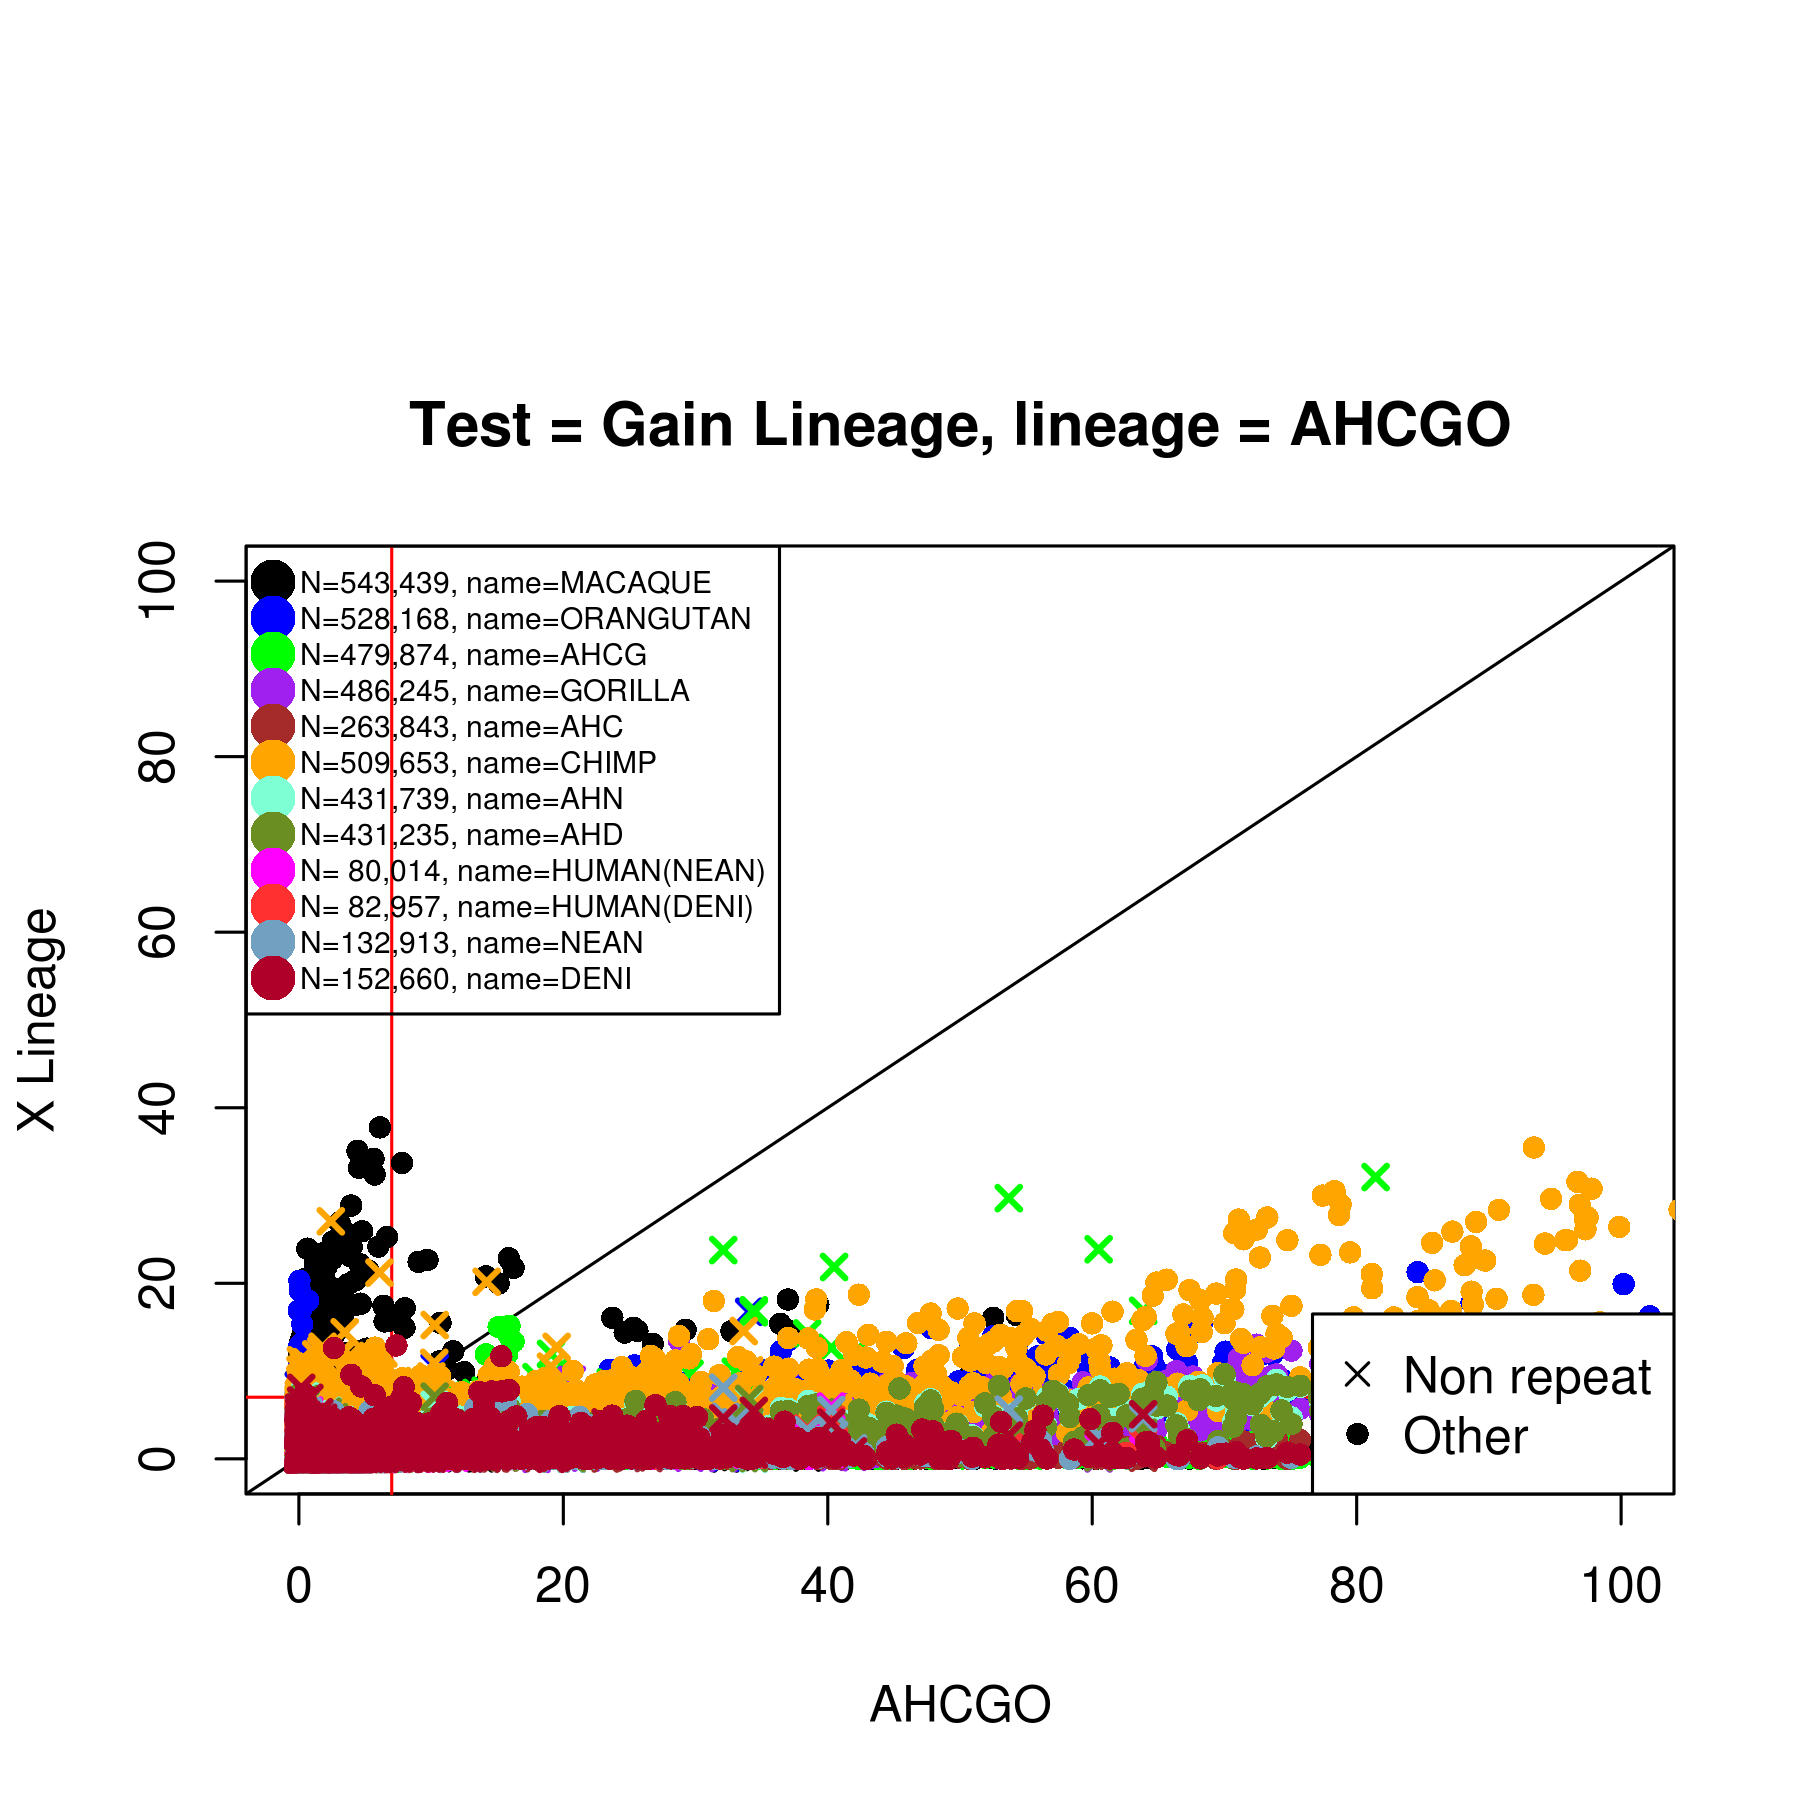 Test = Gain Lineage, lineage = AHCGO
N=543,439, name=MACAQUE
N=528,168, name=ORANGUTAN
N=479,874, name=AHCG
N=486,245, name=GORILLA
N=263,843, name=AHC
N=509,653, name=CHIMP
N=431,739, name=AHN
N=431,235, name=AHD
N= 80,014, name=HUMAN(NEAN)
N= 82,957, name=HUMAN(DENI)
N=132,913, name=NEAN
N=152,660, name=DENI
100
80
60
40
20
0
X Lineage
Non repeat
Other
0 20 40 60 80 100
AHCGO